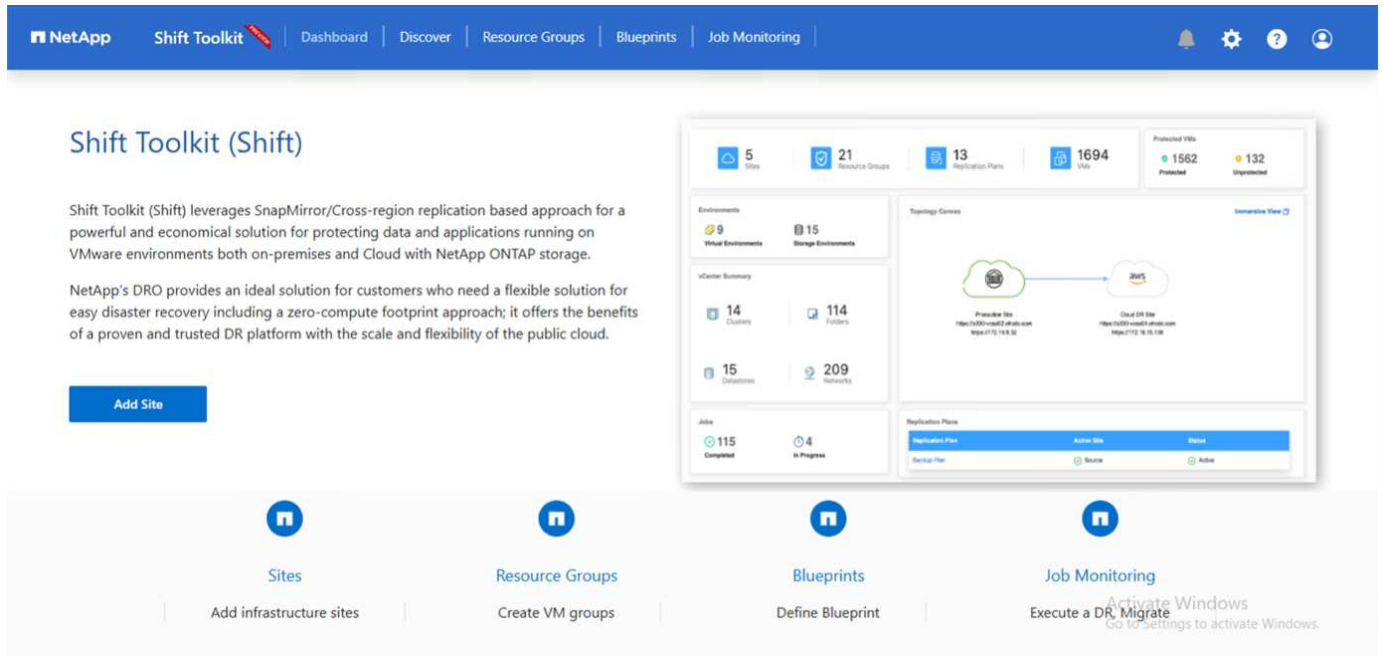 NetApp Shift Toolkit PREVIEW Dashboard Discover Resource Groups Blueprints Job Monitoring
Shift Toolkit (Shift)
Shift Toolkit (Shift) leverages SnapMirror/Cross-region replication based approach for a
powerful and economical solution for protecting data and applications running on
VMware environments both on-premises and Cloud with NetApp ONTAP storage.
NetApp's DRO provides an ideal solution for customers who need a flexible solution for
easy disaster recovery including a zero-compute footprint approach; it offers the benefits
of a proven and trusted DR platform with the scale and flexibility of the public cloud.
Add Site
5
Sites
21
Resource Groups
13
Replication Plans
1694
VMs
Protected VMs
1562
Protected
132
Unprotected
Environments
9
Virtual Environments
15
Storage Environments
vCenter Summary
14
Clusters
114
Folders
15
Datastores
209
Networks
Topology Canvas
Immersive View
aws
Production Site
Cloud DR Site
Jobs
115
Completed
4
In Progress
Replication Plans
Replication Plan Active Site Status
Backup Plan Source Active
Sites
Add infrastructure sites
Resource Groups
Create VM groups
Blueprints
Define Blueprint
Job Monitoring
Execute a DR, Migrate
Activate Windows
Go to Settings to activate Windows.